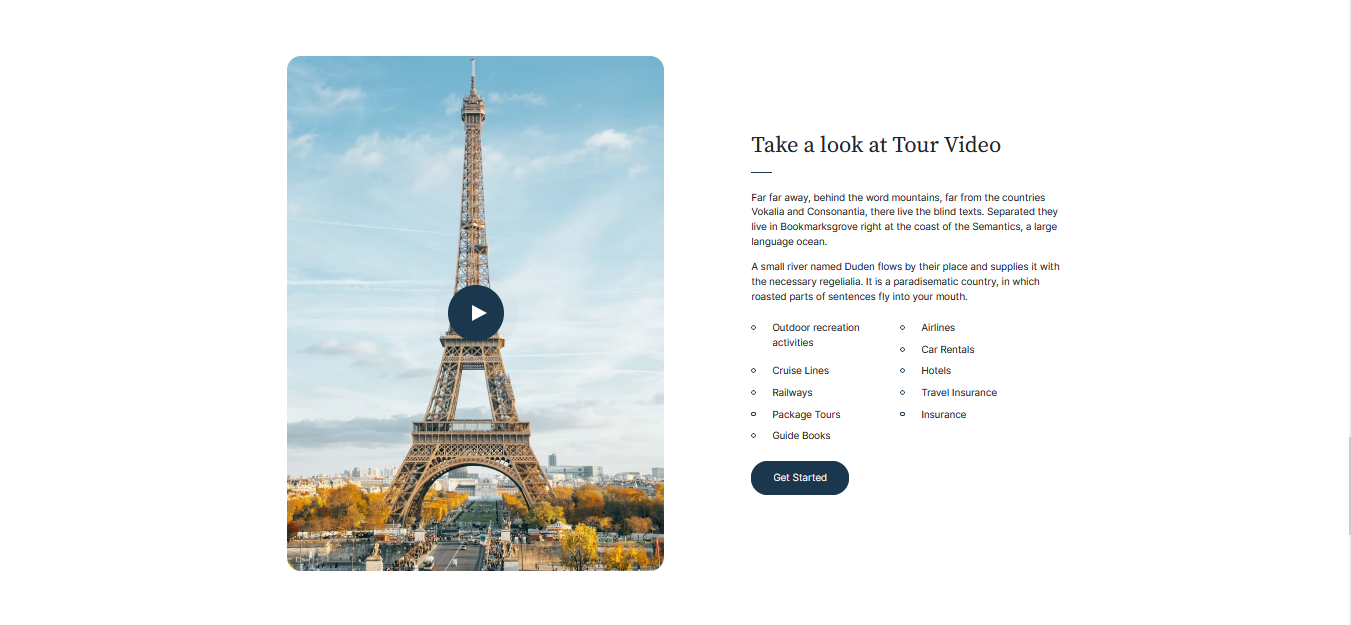 Take a look at Tour Video
Far far away, behind the word mountains, far from the countries
Vokalia and Consonantia, there live the blind texts. Separated they
live in Bookmarksgrove right at the coast of the Semantics, a large
language ocean.
A small river named Duden flows by their place and supplies it with
the necessary regelialia. It is a paradisematic country, in which
roasted parts of sentences fly into your mouth.
Outdoor recreation
activities
Cruise Lines
Railways
Package Tours
Guide Books
Airlines
Car Rentals
Hotels
Travel Insurance
Insurance
Get Started